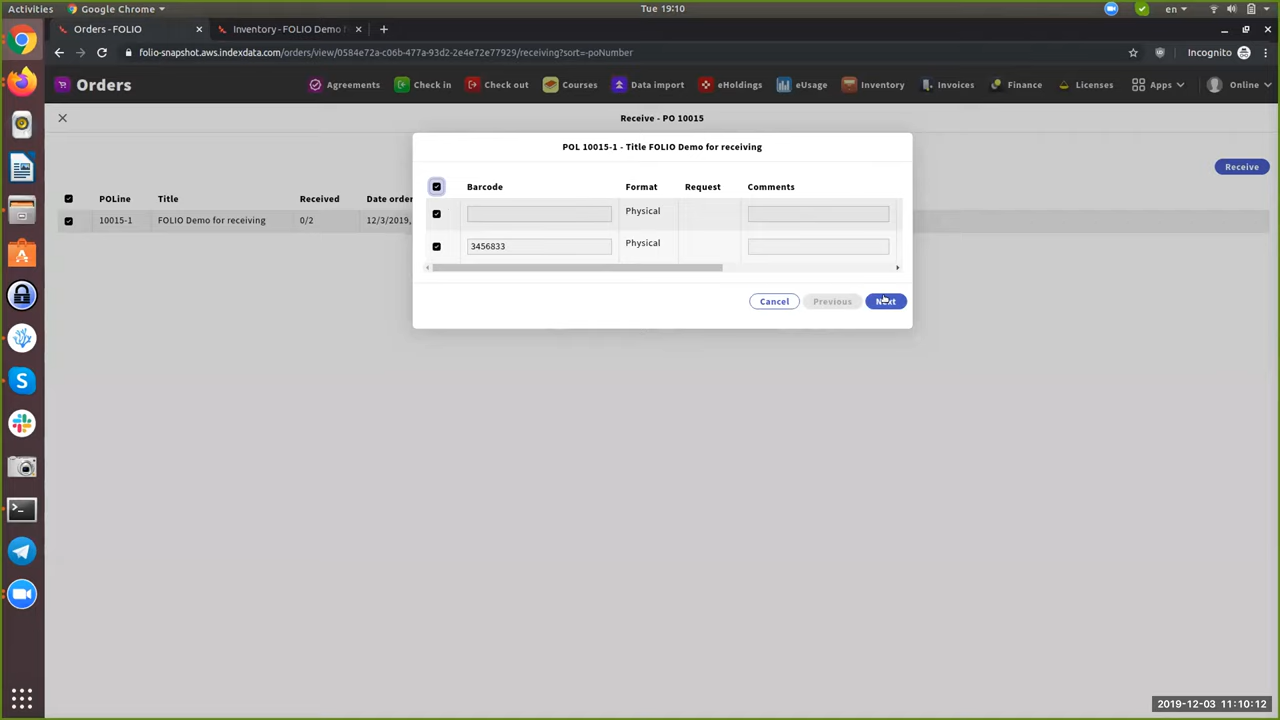 Activities
Google Chrome
Tue 19:10
en
Orders - FOLIO
Inventory - FOLIO Demo f
folio-snapshot.aws.indexdata.com/orders/view/0584e72a-c06b-477a-93d2-2e4e72e77929/receiving?sort=-poNumber
Incognito
Orders
Agreements
Check in
Check out
Courses
Data import
eHoldings
eUsage
Inventory
Invoices
Finance
Licenses
Apps
Online
Receive - PO 10015
Receive
POLine Title Received Date order
10015-1 FOLIO Demo for receiving 0/2 12/3/2019,
POL 10015-1 - Title FOLIO Demo for receiving
Barcode Format Request Comments
Physical
3456833 Physical
Cancel Previous Next
2019-12-03 11:10:12